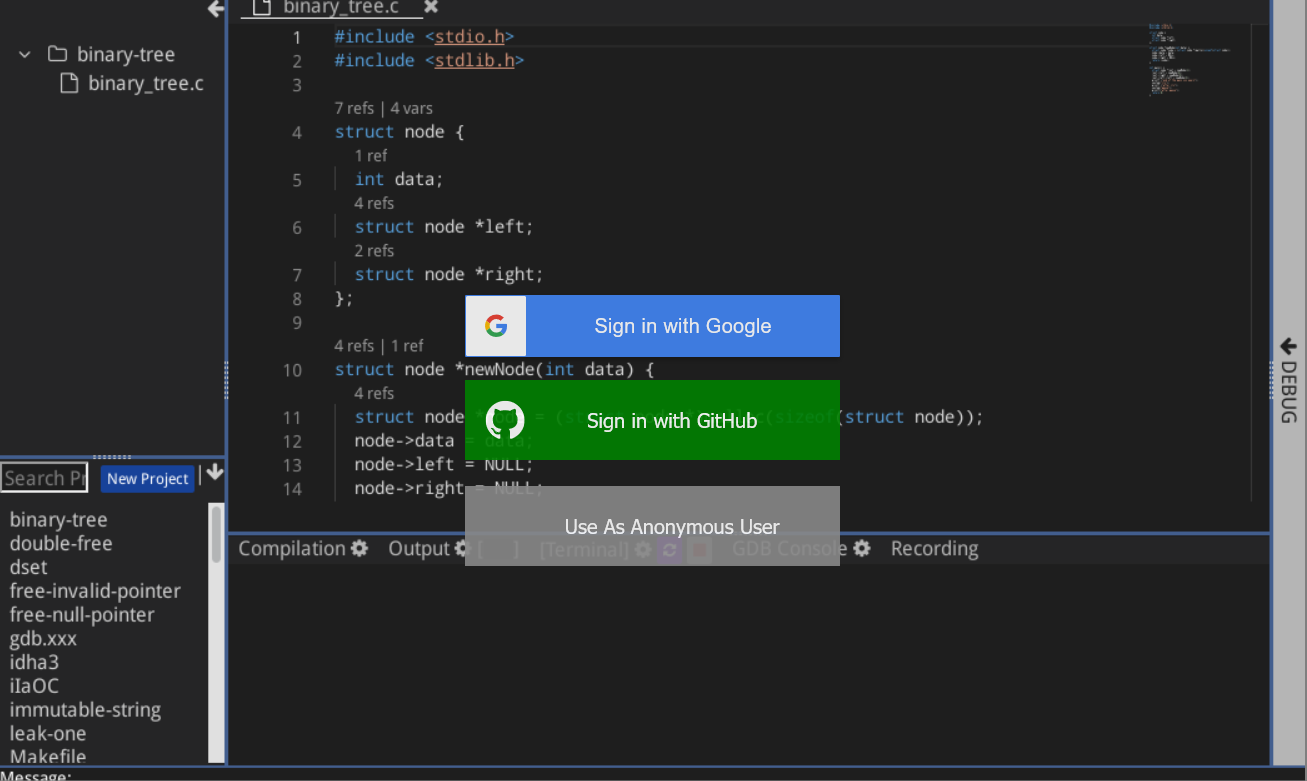 binary_tree.c
binary-tree
binary_tree.c
1 #include <stdio.h>
2 #include <stdlib.h>
3
7 refs | 4 vars
4 struct node {
1 ref
5 int data;
4 refs
6 struct node *left;
2 refs
7 struct node *right;
8 };
9
4 refs | 1 ref
10 struct node *newNode(int data) {
4 refs
11 struct node = (sizeof(struct node));
12 node->data = data;
13 node->left = NULL;
14 node->right = NULL;
Sign in with Google
Sign in with GitHub
Use As Anonymous User
DEBUG
Search Pr
New Project
binary-tree
double-free
dset
free-invalid-pointer
free-null-pointer
gdb.xxx
idha3
iIaOC
immutable-string
leak-one
Makefile
Compilation Output [ ] [Terminal] GDB Console Recording
Message: